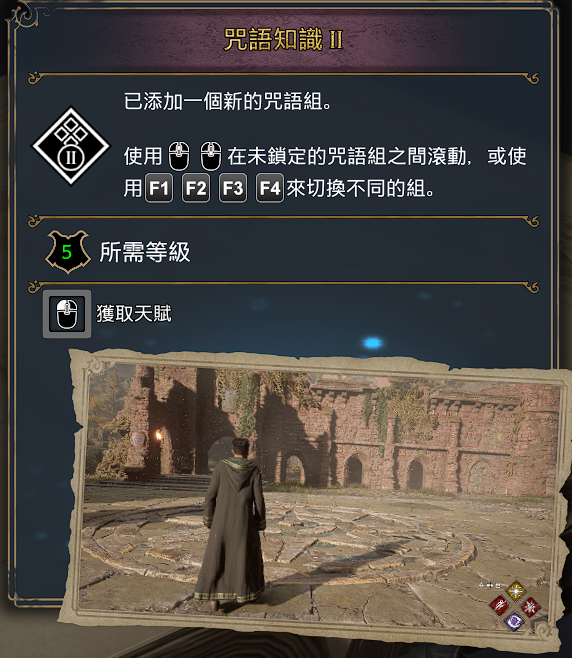 咒語知識 II
已添加一個新的咒語組。
II
使用 在未鎖定的咒語組之間滾動，或使
用 F1 F2 F3 F4 來切換不同的組。
5 所需等級
獲取天賦